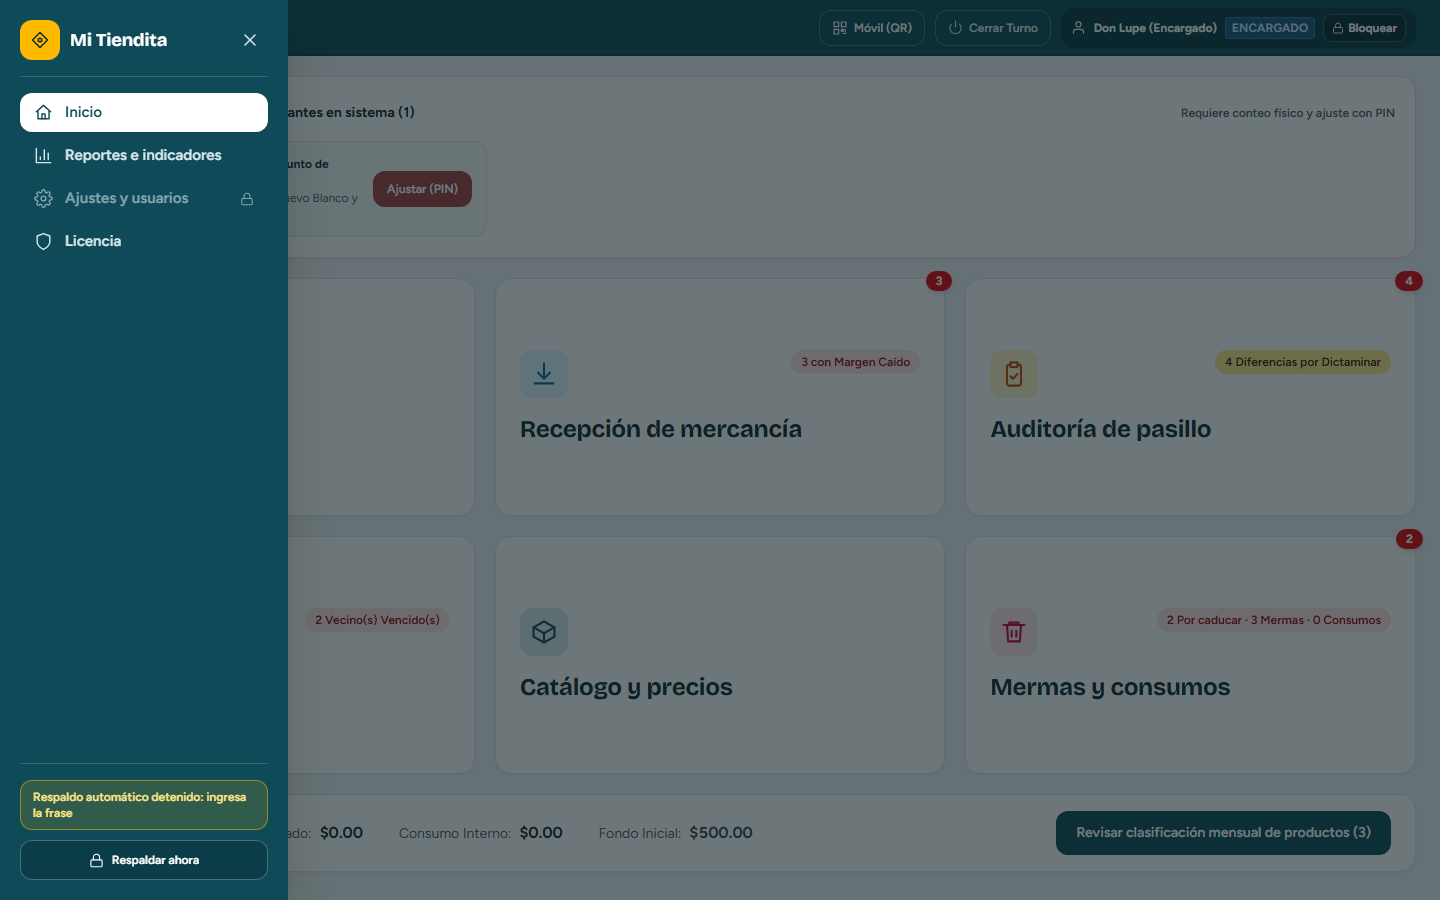 Mi Tiendita
Inicio
Reportes e indicadores
Ajustes y usuarios
Licencia
Respaldo automático detenido: ingresa
la frase
Respaldar ahora
Móvil (QR)
Cerrar Turno
Don Lupe (Encargado)
ENCARGADO
Bloquear
antes en sistema (1)
Requiere conteo físico y ajuste con PIN
unto de
evo Blanco y
Ajustar (PIN)
3
3 con Margen Caído
Recepción de mercancía
4
4 Diferencias por Dictaminar
Auditoría de pasillo
2 Vecino(s) Vencido(s)
Catálogo y precios
2
2 Por caducar · 3 Mermas · 0 Consumos
Mermas y consumos
ado: $0.00
Consumo Interno: $0.00
Fondo Inicial: $500.00
Revisar clasificación mensual de productos (3)